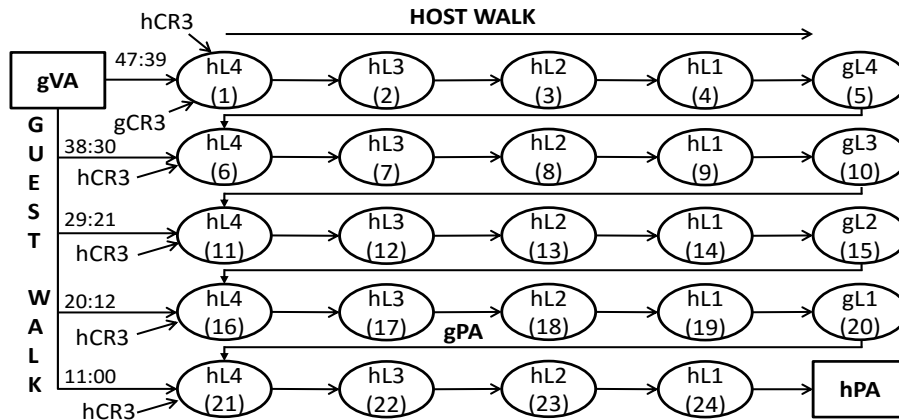 hCR3
HOST WALK
gVA
47:39
hL4
(1)
hL3
(2)
hL2
(3)
hL1
(4)
gL4
(5)
gCR3
GUEST WALK
38:30
hCR3
hL4
(6)
hL3
(7)
hL2
(8)
hL1
(9)
gL3
(10)
29:21
hCR3
hL4
(11)
hL3
(12)
hL2
(13)
hL1
(14)
gL2
(15)
20:12
hCR3
hL4
(16)
hL3
(17)
hL2
(18)
hL1
(19)
gL1
(20)
gPA
11:00
hCR3
hL4
(21)
hL3
(22)
hL2
(23)
hL1
(24)
hPA